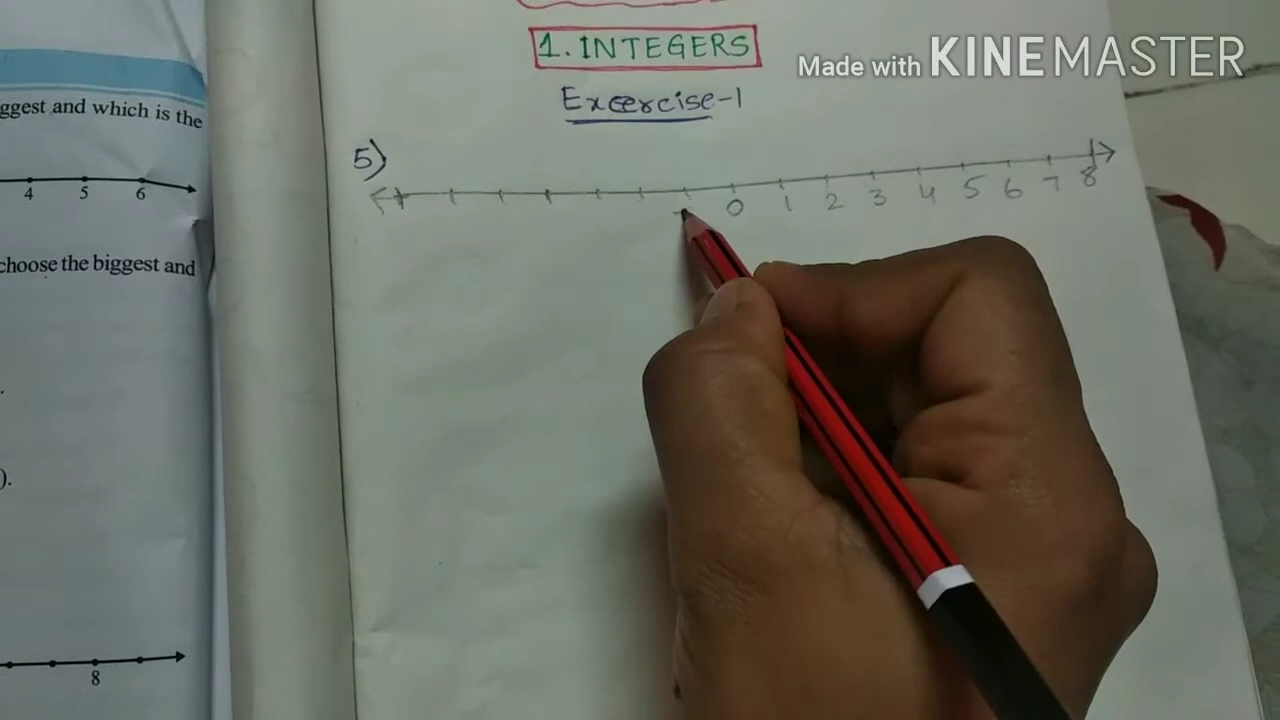 1. INTEGERS
Made with KINEMASTER
Excercise-1
ggest and which is the
4 5 6
5)
0 1 2 3 4 5 6 7 8
choose the biggest and
.
).
8